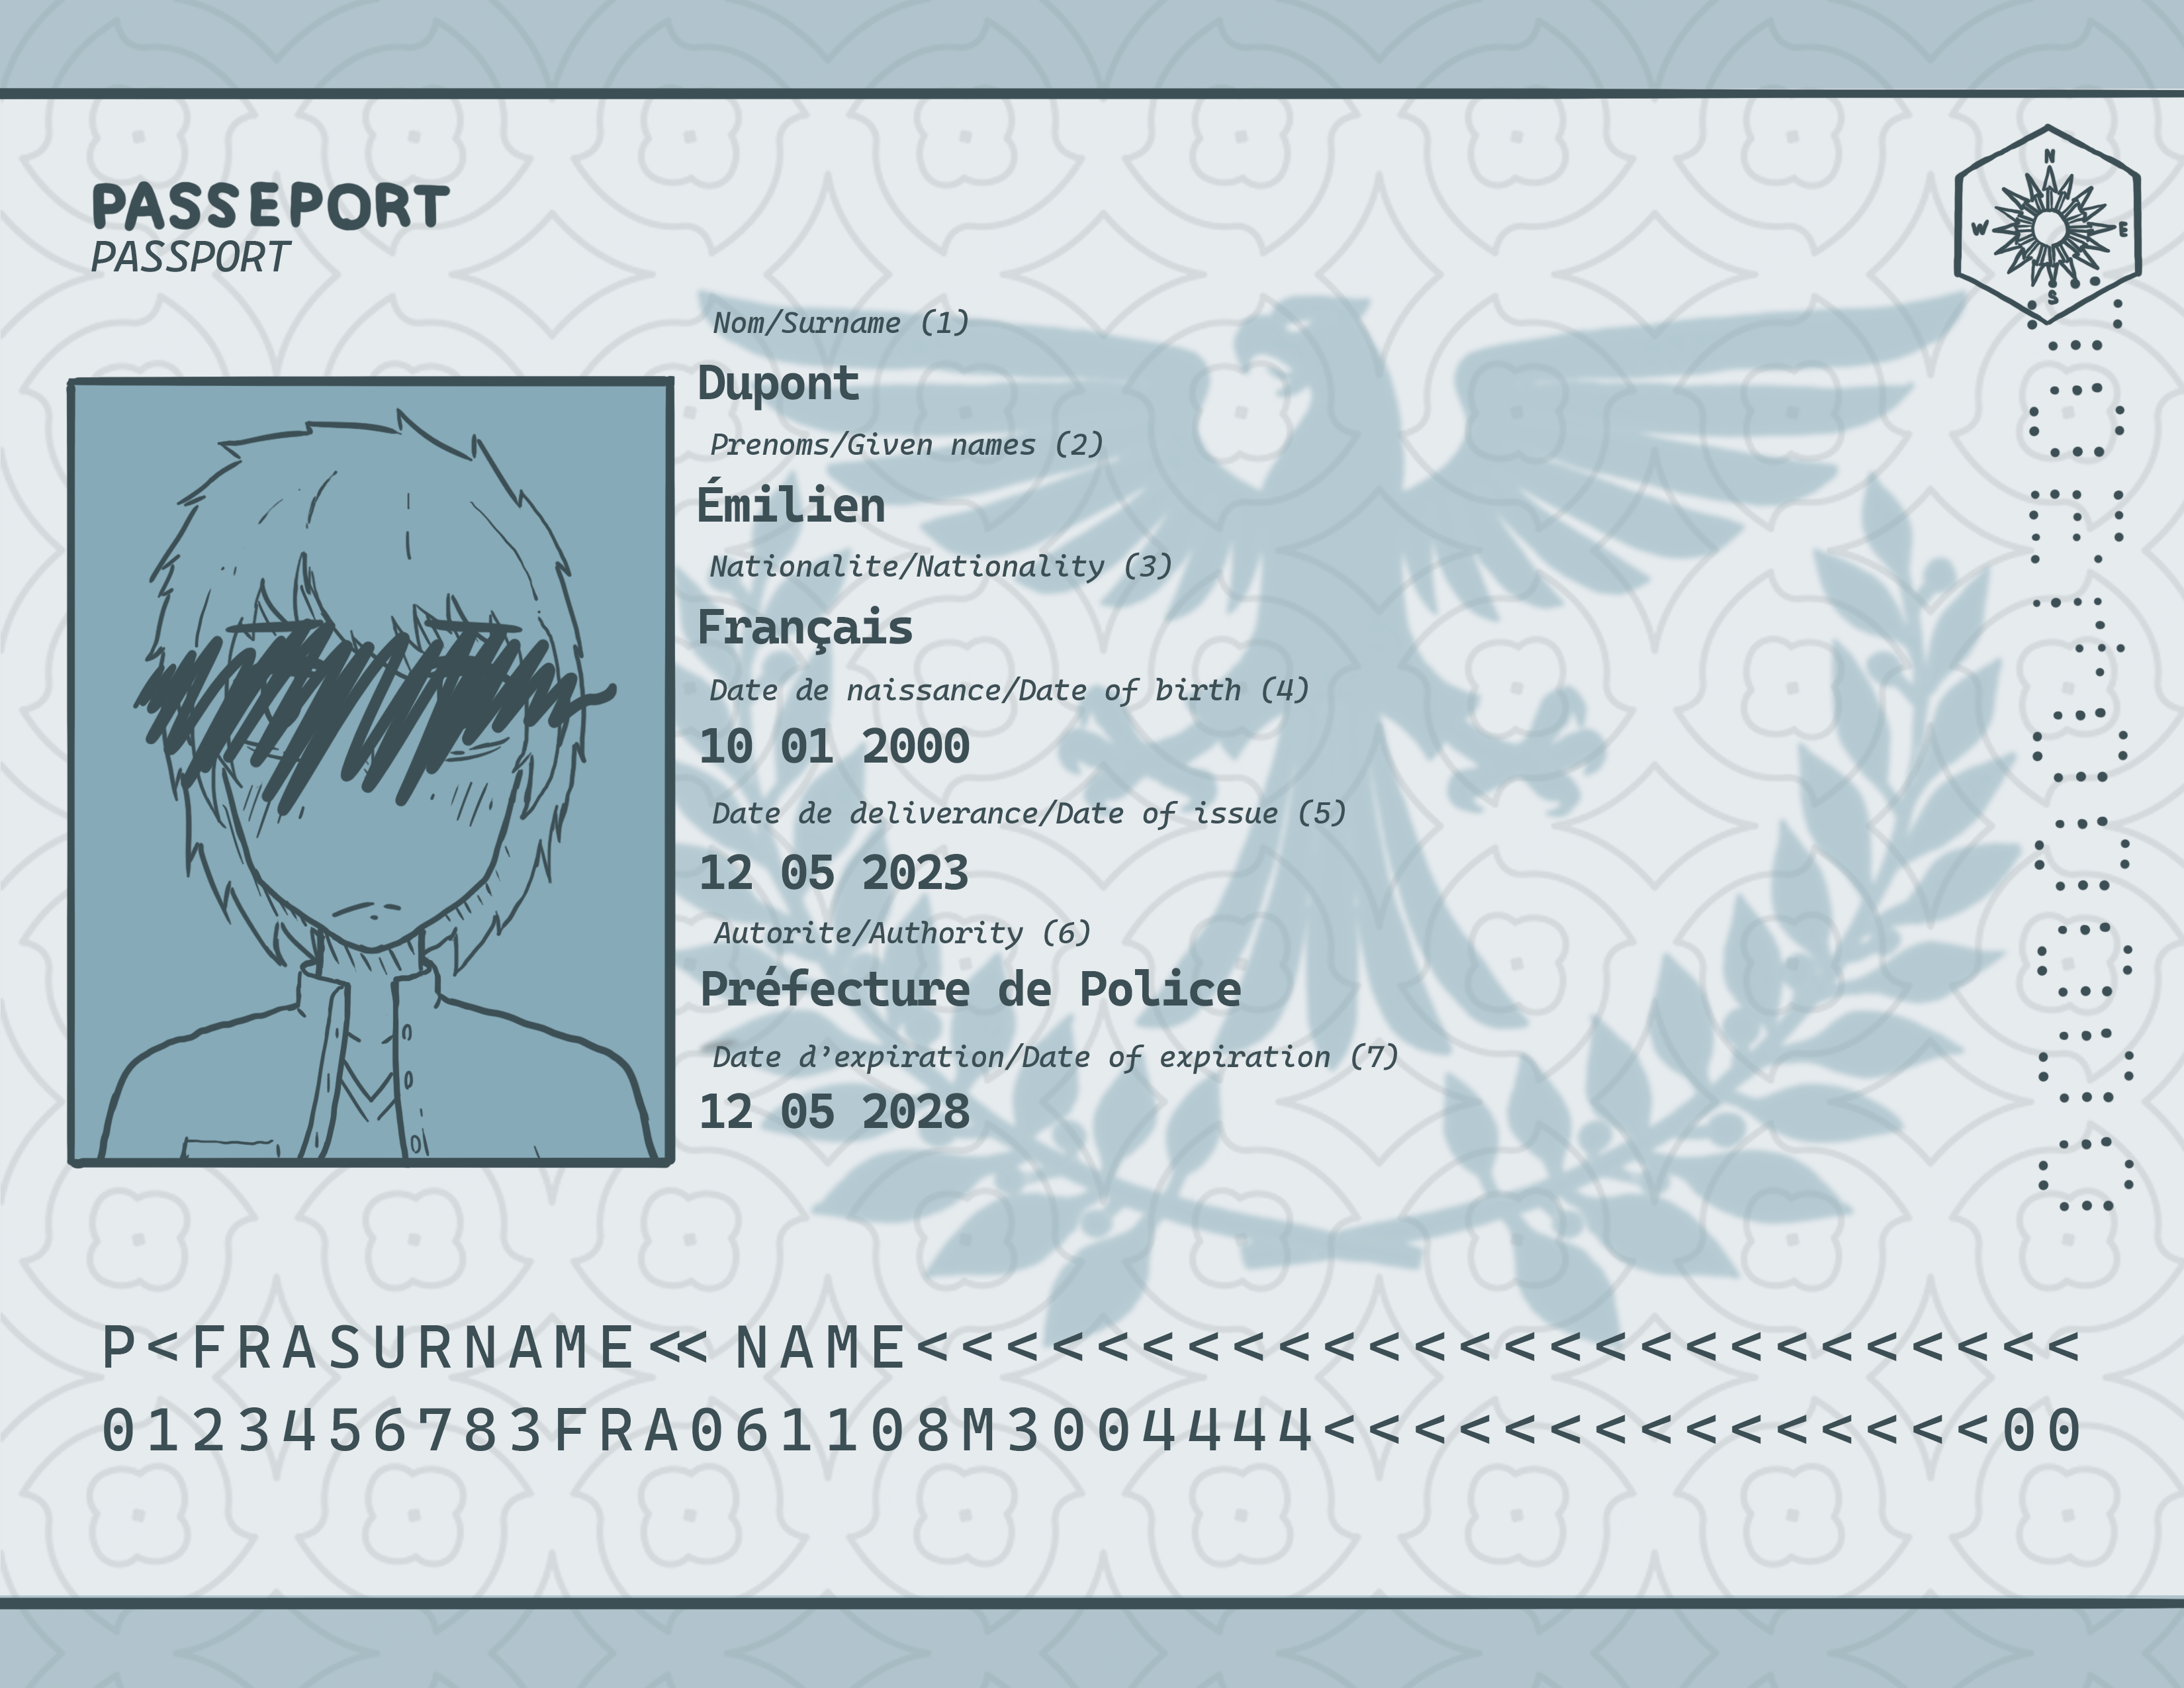 PASSEPORT
PASSPORT
N
W E
S
Nom/Surname (1)
Dupont
Prenoms/Given names (2)
Émilien
Nationalite/Nationality (3)
Français
Date de naissance/Date of birth (4)
10 01 2000
Date de deliverance/Date of issue (5)
12 05 2023
Autorite/Authority (6)
Préfecture de Police
Date d’expiration/Date of expiration (7)
12 05 2028
P<FRASURNAME<< NAME<<<<<<<<<<<<<<<<<<<<<<<<<<
0123456783FRA061108M3004444<<<<<<<<<<<<<<<00